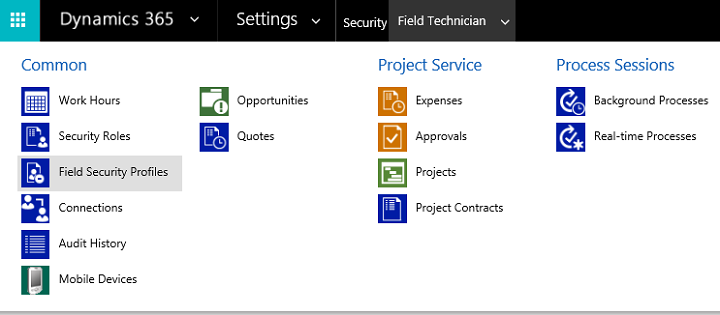 Dynamics 365 Settings Security Field Technician
Common Project Service Process Sessions
Work Hours Opportunities Expenses Background Processes
Security Roles Quotes Approvals Real-time Processes
Field Security Profiles Projects
Connections Project Contracts
Audit History
Mobile Devices